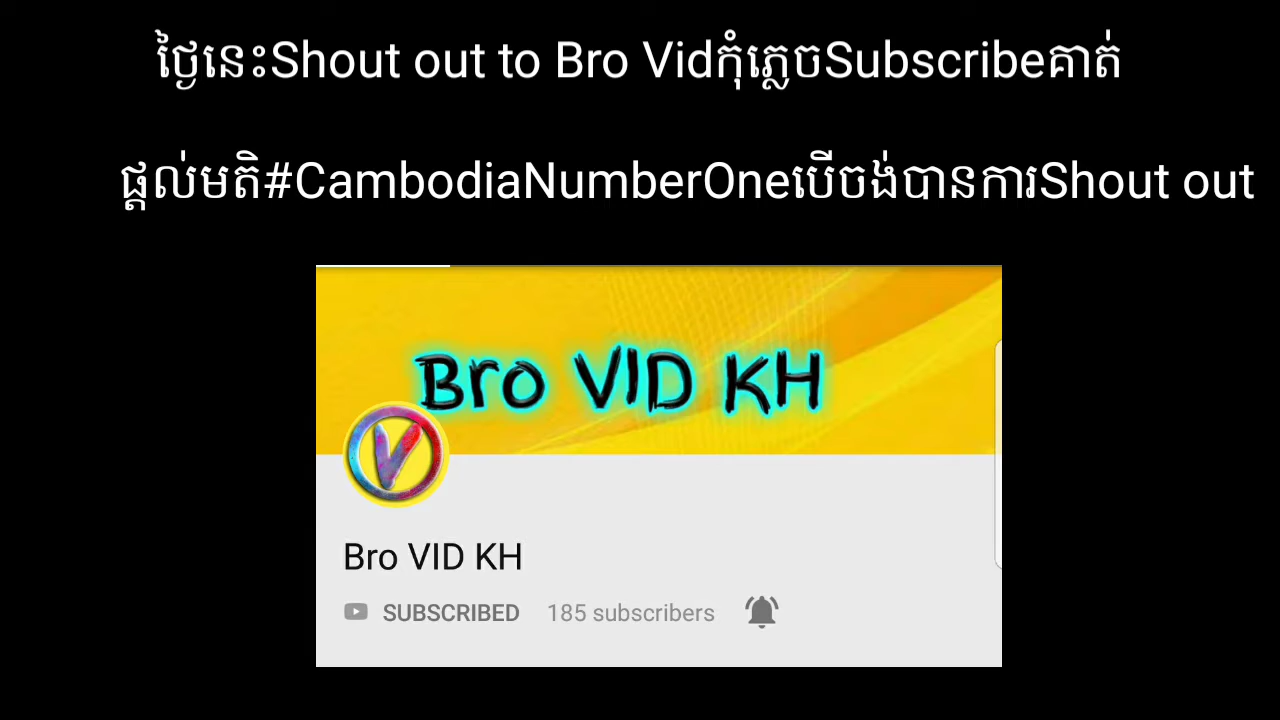 ថ្ងៃនេះShout out to Bro Vidកុំភ្លេចSubscribeគាត់
ផ្តល់មតិ#CambodiaNumberOneបើចង់បានការShout out
Bro VID KH
V
Bro VID KH
SUBSCRIBED 185 subscribers